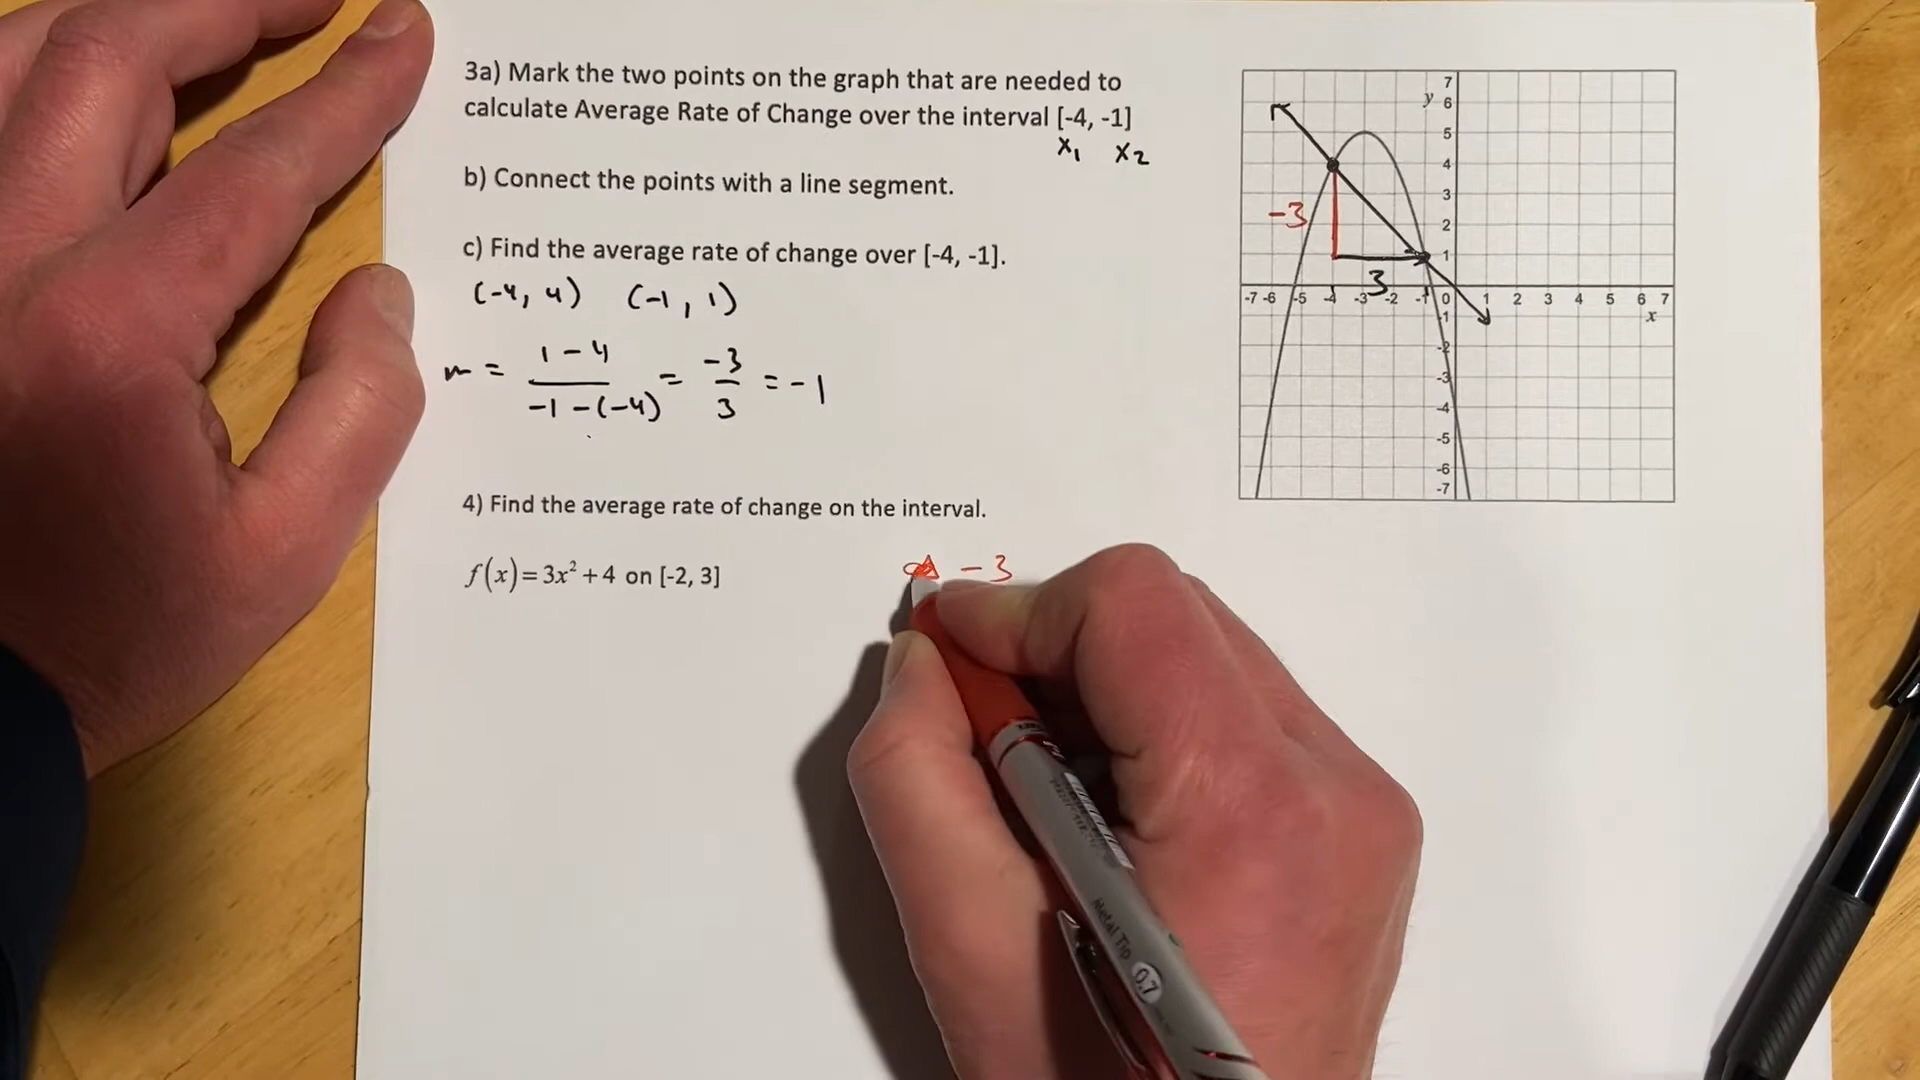 3a) Mark the two points on the graph that are needed to
calculate Average Rate of Change over the interval [-4, -1]
x₁ x₂
b) Connect the points with a line segment.
c) Find the average rate of change over [-4, -1].
(-4, 4) (-1, 1)
m = 1 - 4 / -1 - (-4) = -3 / 3 = -1
4) Find the average rate of change on the interval.
f(x)=3x²+4 on [-2, 3]
-3
7
y 6
5
4
3
-3
2
1
3
-7 -6 -5 -4 -3 -2 -1 0 1 2 3 4 5 6 7
x
-1
-2
-3
-4
-5
-6
-7
Metal Tip
0.7